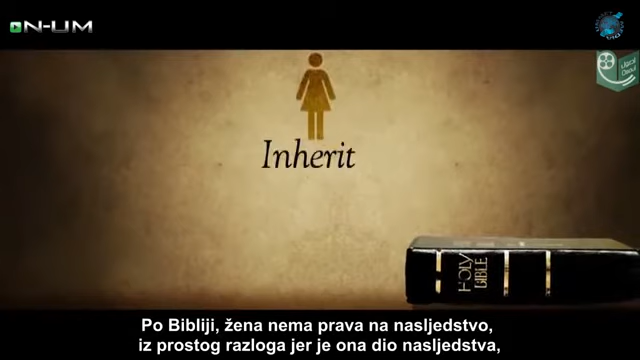 N-UM
Inherit
HOLY
BIBLE
Po Bibliji, žena nema prava na nasljedstvo,
iz prostog razloga jer je ona dio nasljedstva,